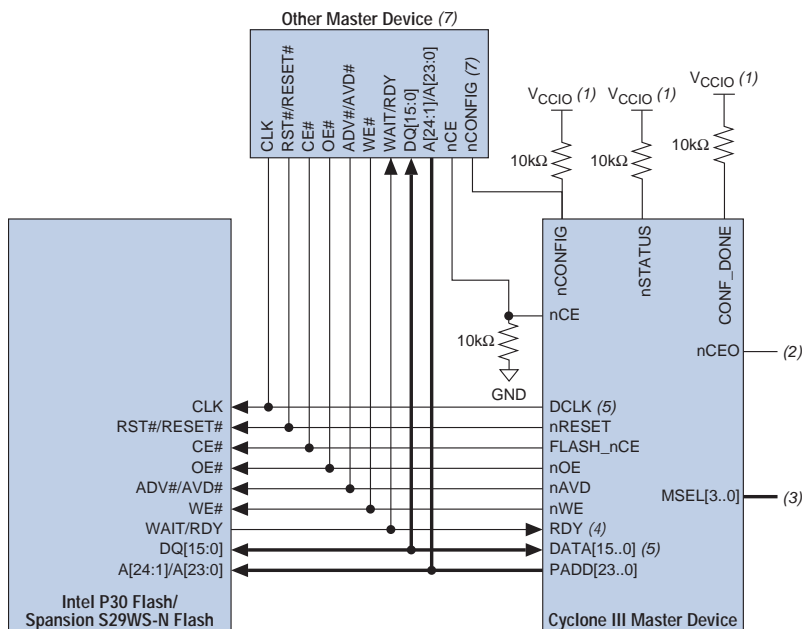 Other Master Device (7)
CLK
RST#/RESET#
CE#
OE#
ADV#/AVD#
WE#
WAIT/RDY
DQ[15:0]
A[24:1]/A[23:0]
nCE
nCONFIG (7)
VCCIO (1)
VCCIO (1)
VCCIO (1)
10kΩ
10kΩ
10kΩ
nCONFIG
nSTATUS
CONF_DONE
nCE
10kΩ
GND
nCEO
(2)
CLK
RST#/RESET#
CE#
OE#
ADV#/AVD#
WE#
WAIT/RDY
DQ[15:0]
A[24:1]/A[23:0]
DCLK (5)
nRESET
FLASH_nCE
nOE
nAVD
nWE
RDY (4)
DATA[15..0] (5)
PADD[23..0]
MSEL[3..0]
(3)
Intel P30 Flash/
Spansion S29WS-N Flash
Cyclone III Master Device